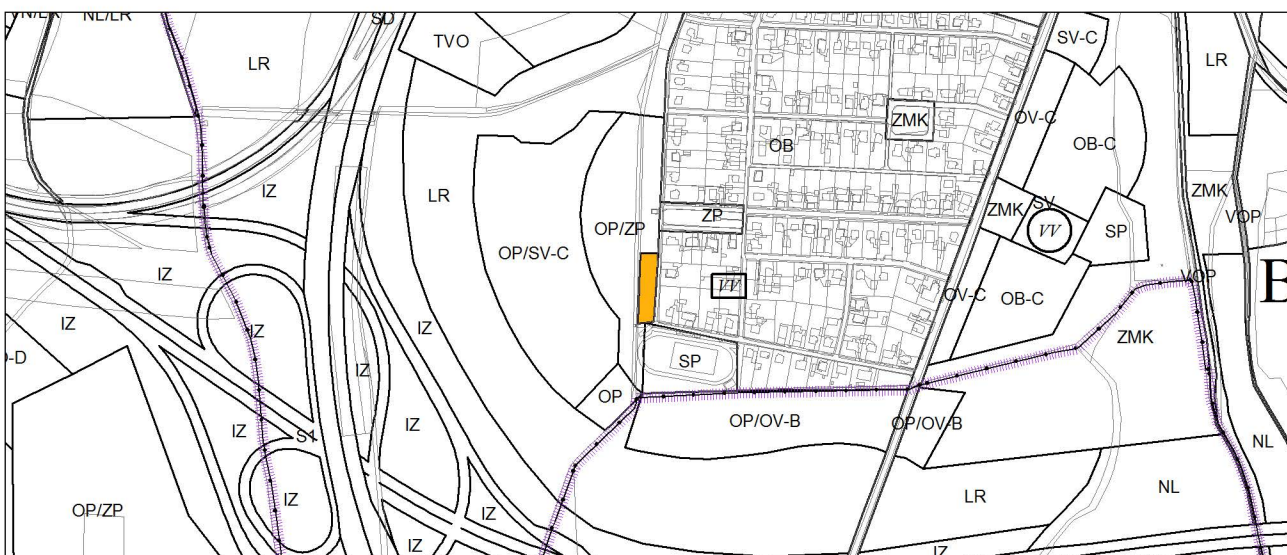 NL/LR
SD
TVO
SV-C
LR
LR
ZMK
OV-C
OB
OB-C
IZ
LR
ZMK
ZMK
SV
VV
VOP
SP
ZP
OP/ZP
OP/SV-C
IZ
VOP
VV
OV-C
OB-C
B
IZ
IZ
IZ
ZMK
-D
SP
IZ
OP
OP/OV-B
OP/OV-B
IZ
IZ
S1
NL
IZ
NL
LR
OP/ZP
IZ
IZ
IZ